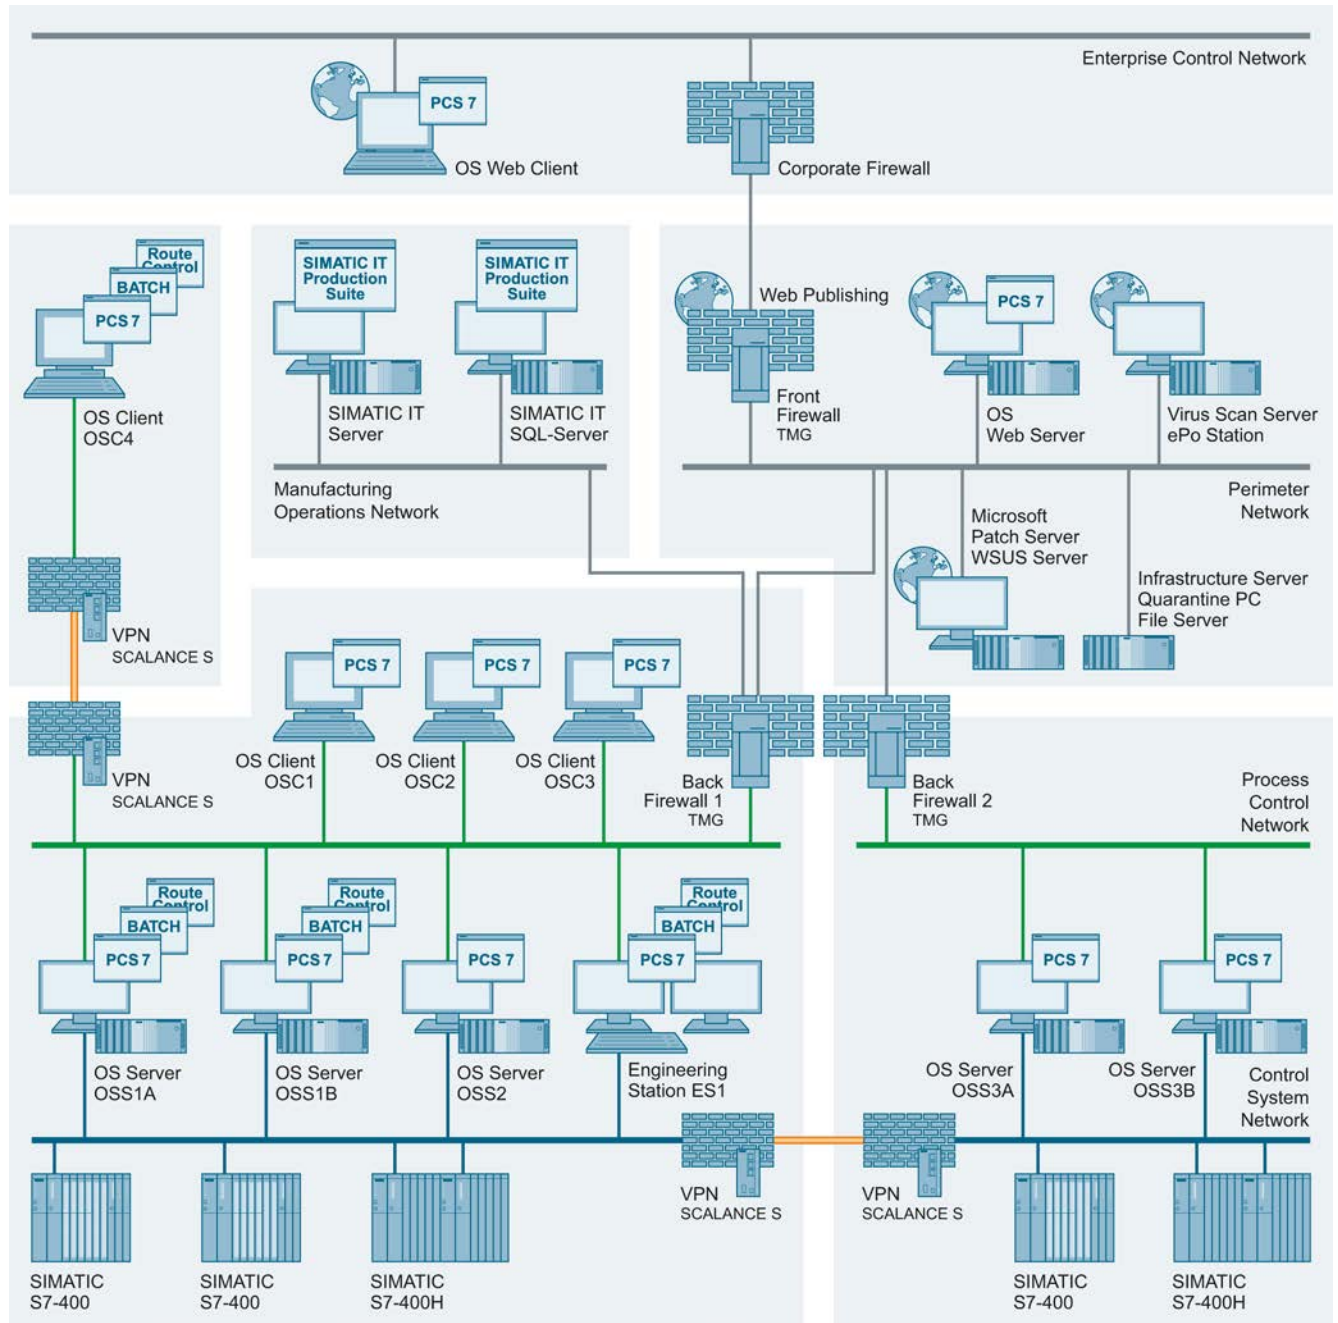 Enterprise Control Network
PCS 7
OS Web Client
Corporate Firewall
Route
Control
BATCH
PCS 7
OS Client
OSC4
SIMATIC IT
Production
Suite
SIMATIC IT
Server
SIMATIC IT
Production
Suite
SIMATIC IT
SQL-Server
Manufacturing
Operations Network
Web Publishing
Front
Firewall
TMG
PCS 7
OS
Web Server
Virus Scan Server
ePo Station
Perimeter
Network
Microsoft
Patch Server
WSUS Server
Infrastructure Server
Quarantine PC
File Server
VPN
SCALANCE S
VPN
SCALANCE S
PCS 7
OS Client
OSC1
PCS 7
OS Client
OSC2
PCS 7
OS Client
OSC3
Back
Firewall 1
TMG
Back
Firewall 2
TMG
Process
Control
Network
Route
Control
BATCH
PCS 7
OS Server
OSS1A
Route
Control
BATCH
PCS 7
OS Server
OSS1B
PCS 7
OS Server
OSS2
Route
Control
BATCH
PCS 7
Engineering
Station ES1
PCS 7
OS Server
OSS3A
PCS 7
OS Server
OSS3B
Control
System
Network
VPN
SCALANCE S
VPN
SCALANCE S
SIMATIC
S7-400
SIMATIC
S7-400
SIMATIC
S7-400H
SIMATIC
S7-400
SIMATIC
S7-400H